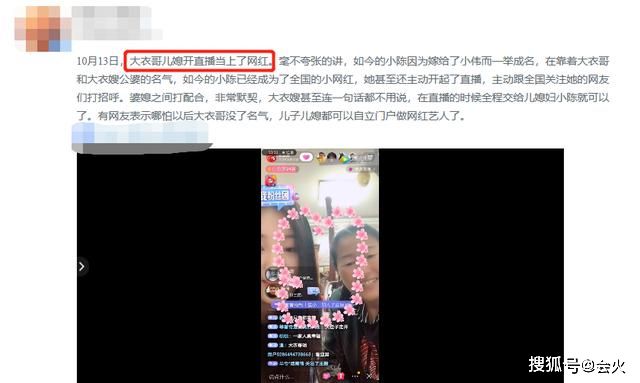 10月13日，大衣哥儿媳开直播当上了网红。毫不夸张的讲，如今的小陈因为嫁给了小伟而一举成名，在靠着大衣哥
和大衣嫂公婆的名气，如今的小陈已经成为了全国的小网红，她甚至还主动开起了直播，主动跟全国关注她的网友
们打招呼。婆媳之间打配合，非常默契，大衣嫂甚至连一句话都不用说，在直播的时候全程交给儿媳妇小陈就可以
了。有网友表示哪怕以后大衣哥没了名气，儿子儿媳都可以自立门户做网红艺人了。
粉丝团
说点什么...
搜狐号@会火